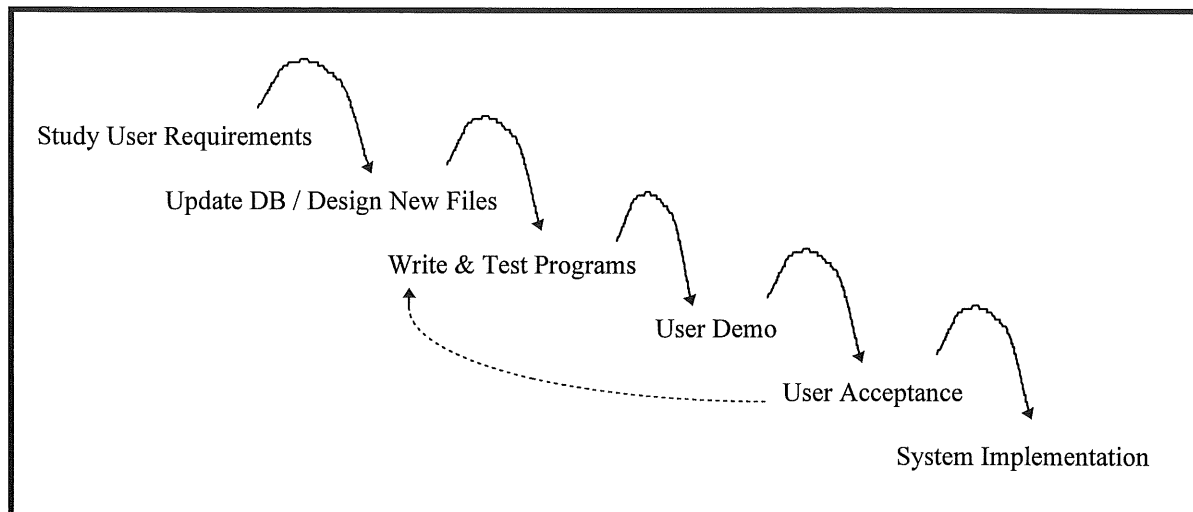 Study User Requirements
Update DB / Design New Files
Write & Test Programs
User Demo
User Acceptance
System Implementation